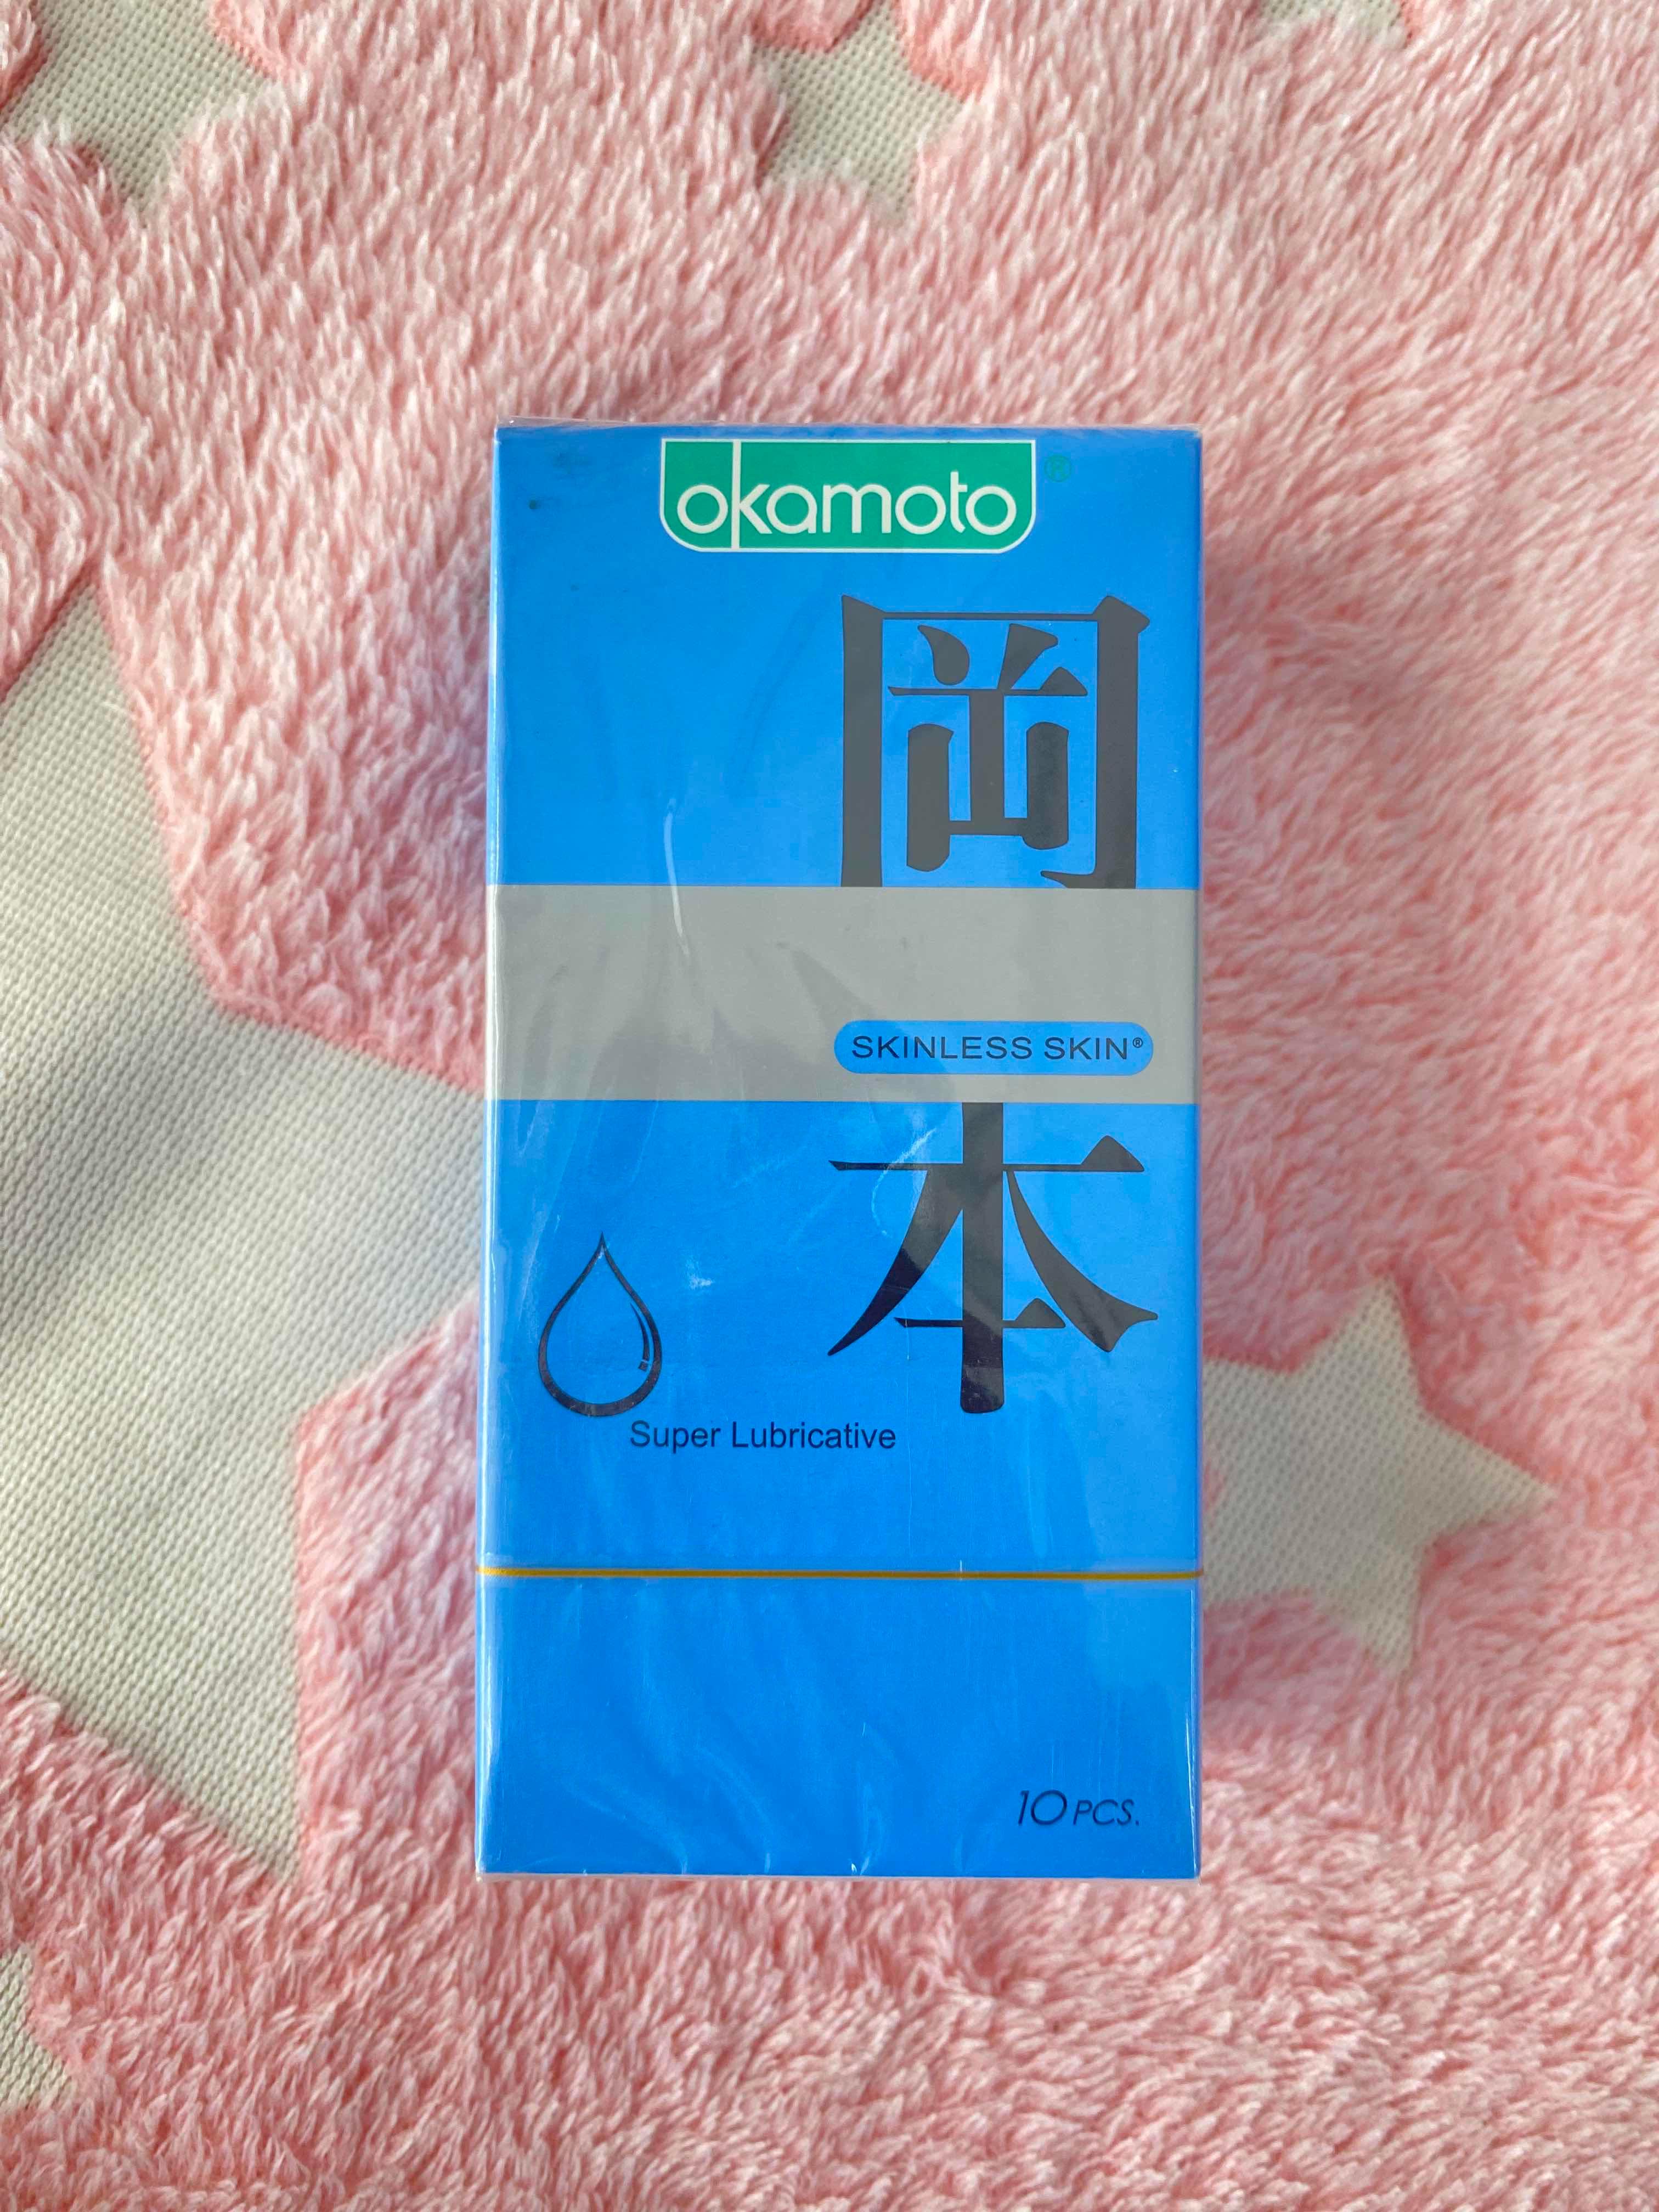 okamoto®
岡
SKINLESS SKIN®
本
Super Lubricative
10 PCS.